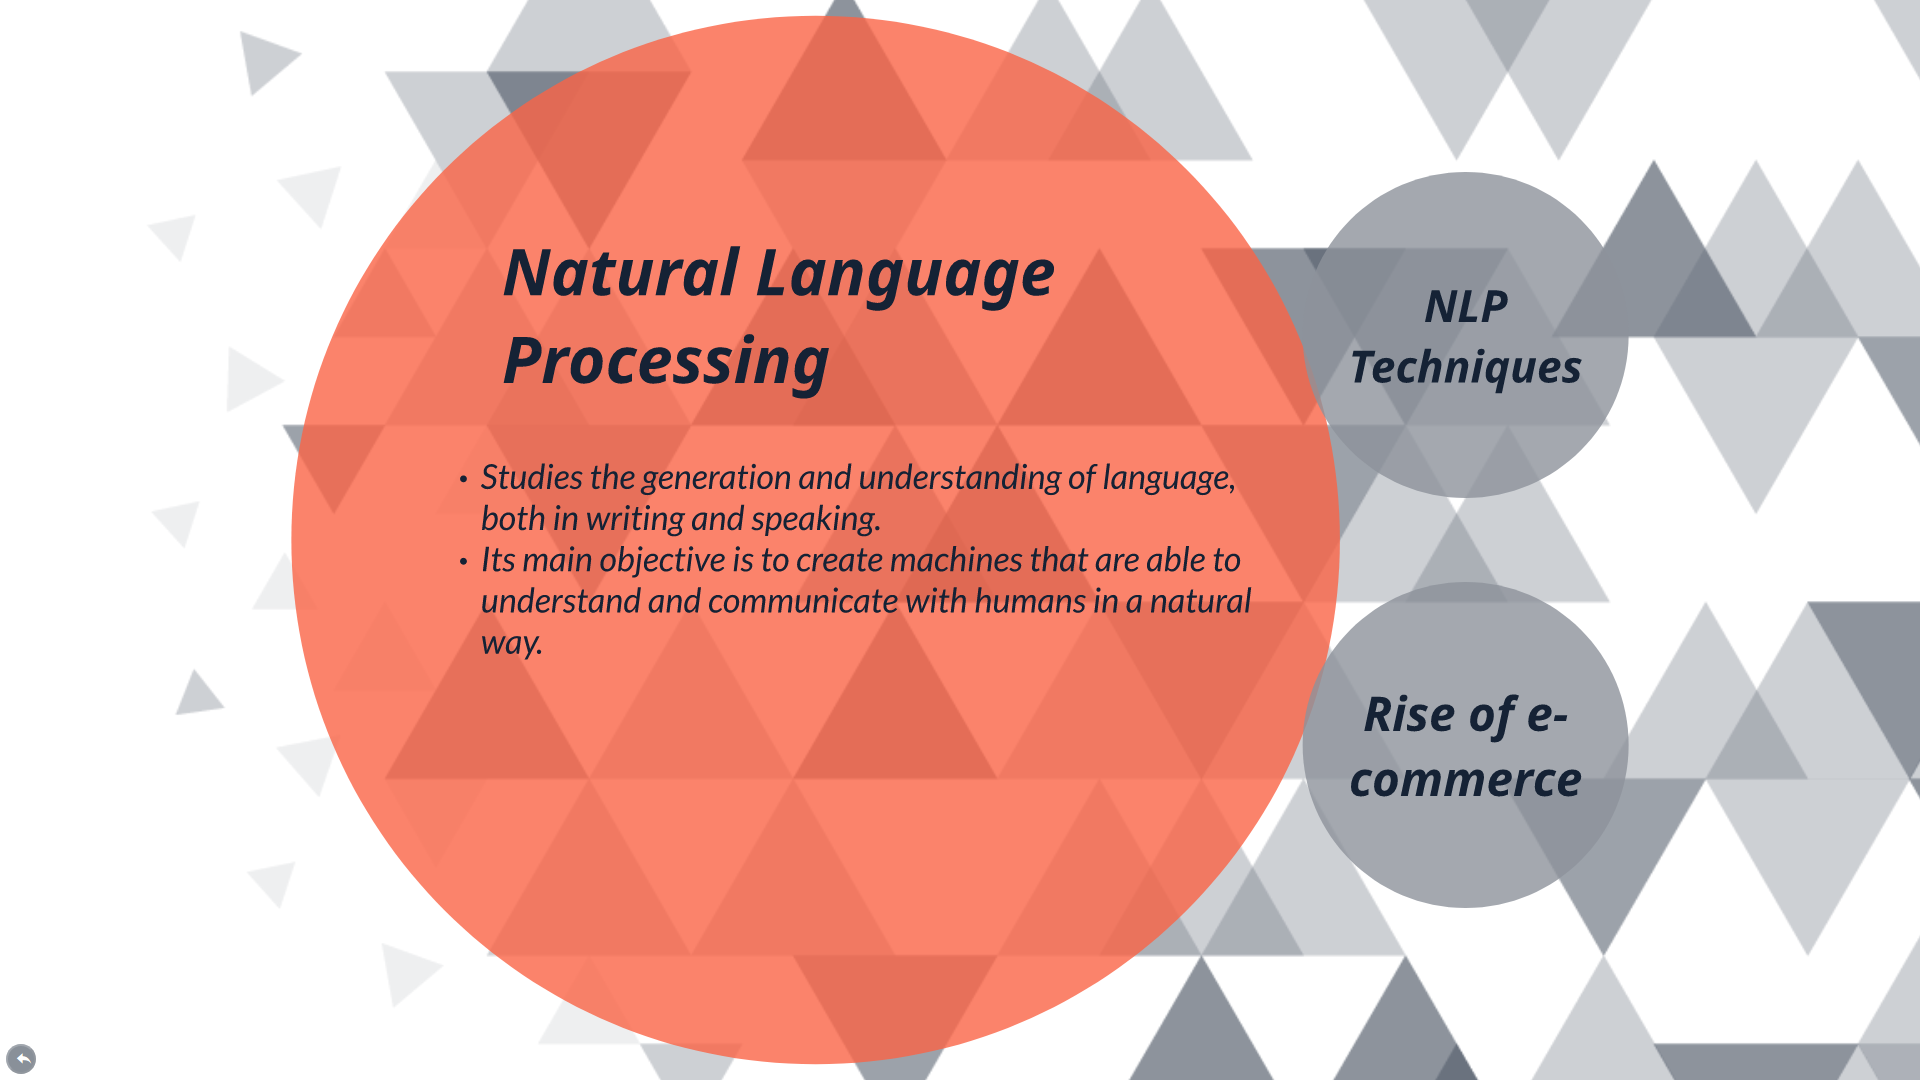 Natural Language
Processing
• Studies the generation and understanding of language,
both in writing and speaking.
• Its main objective is to create machines that are able to
understand and communicate with humans in a natural
way.
NLP
Techniques
Rise of e-
commerce